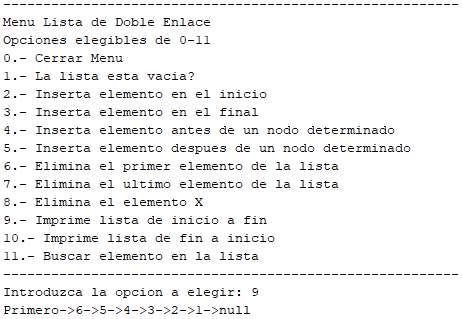 ----------------------------------------------------------
Menu Lista de Doble Enlace
Opciones elegibles de 0-11
0.- Cerrar Menu
1.- La lista esta vacia?
2.- Inserta elemento en el inicio
3.- Inserta elemento en el final
4.- Inserta elemento antes de un nodo determinado
5.- Inserta elemento despues de un nodo determinado
6.- Elimina el primer elemento de la lista
7.- Elimina el ultimo elemento de la lista
8.- Elimina el elemento X
9.- Imprime lista de inicio a fin
10.- Imprime lista de fin a inicio
11.- Buscar elemento en la lista
----------------------------------------------------------
Introduzca la opcion a elegir: 9
Primero->6->5->4->3->2->1->null